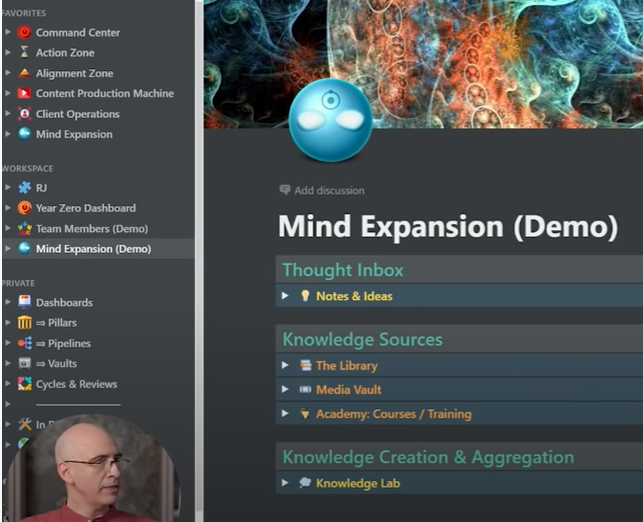 FAVORITES
Command Center
Action Zone
Alignment Zone
Content Production Machine
Client Operations
Mind Expansion
WORKSPACE
RJ
Year Zero Dashboard
Team Members (Demo)
Mind Expansion (Demo)
PRIVATE
Dashboards
⇒ Pillars
⇒ Pipelines
⇒ Vaults
Cycles & Reviews
In
Add discussion
Mind Expansion (Demo)
Thought Inbox
Notes & Ideas
Knowledge Sources
The Library
Media Vault
Academy: Courses / Training
Knowledge Creation & Aggregation
Knowledge Lab